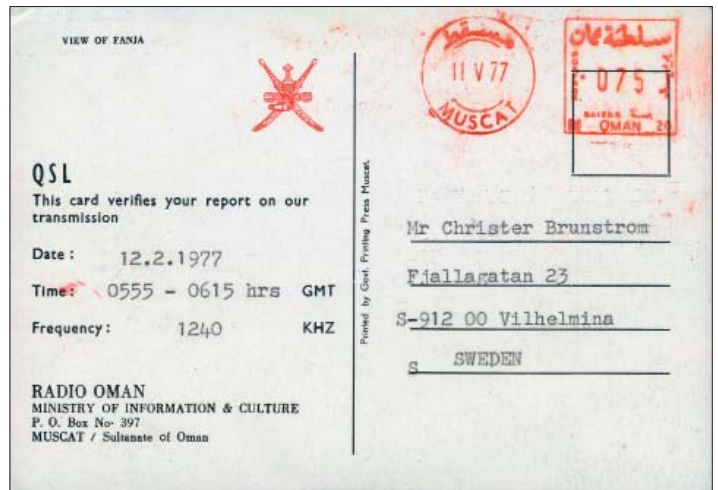 VIEW OF FANJA
QSL
This card verifies your report on our
transmission
Date : 12.2.1977
Time: 0555 - 0615 hrs GMT
Frequency: 1240 KHZ
RADIO OMAN
MINISTRY OF INFORMATION & CULTURE
P. O. Box No- 397
MUSCAT / Sultanate of Oman
Printed by Govt. Printing Press Muscat.
مسقط
11 V 77
MUSCAT
سلطنة عمان
075
BAIZAS بيسة
OMAN
Mr Christer Brunstrom
Fjallagatan 23
S-912 00 Vilhelmina
S SWEDEN